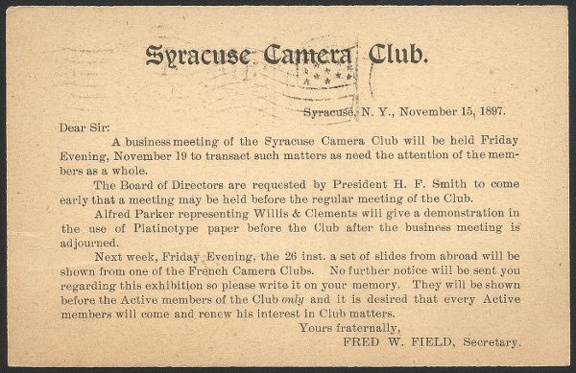 Syracuse Camera Club.
Syracuse, N. Y., November 15, 1897.
Dear Sir:
A business meeting of the Syracuse Camera Club will be held Friday
Evening, November 19 to transact such matters as need the attention of the mem-
bers as a whole.
The Board of Directors are requested by President H. F. Smith to come
early that a meeting may be held before the regular meeting of the Club.
Alfred Parker representing Willis & Clements will give a demonstration in
the use of Platinotype paper before the Club after the business meeting is
adjourned.
Next week, Friday Evening, the 26 inst. a set of slides from abroad will be
shown from one of the French Camera Clubs. No further notice will be sent you
regarding this exhibition so please write it on your memory. They will be shown
before the Active members of the Club only and it is desired that every Active
members will come and renew his interest in Club matters.
Yours fraternally,
FRED W. FIELD, Secretary.